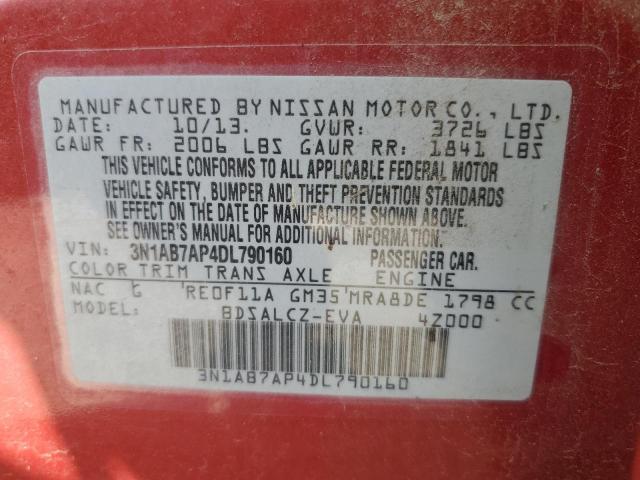 MANUFACTURED BY NISSAN MOTOR CO., LTD.
DATE: 10/13. GVWR: 3726 LBS
GAWR FR: 2006 LBS GAWR RR: 1841 LBS
THIS VEHICLE CONFORMS TO ALL APPLICABLE FEDERAL MOTOR
VEHICLE SAFETY, BUMPER AND THEFT PREVENTION STANDARDS
IN EFFECT ON THE DATE OF MANUFACTURE SHOWN ABOVE.
SEE OWNER'S MANUAL FOR ADDITIONAL INFORMATION.
VIN: 3N1AB7AP4DL790160 PASSENGER CAR.
COLOR TRIM TRANS AXLE ENGINE
NAC G 'RE0F11A GM35'MRA8DE 1798 CC
BDSALCZ-EVA 4Z000
3N1AB7AP4DL790160